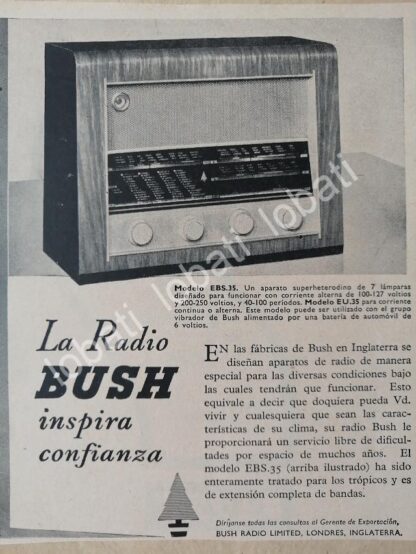 Modelo EBS.35. Un aparato superheterodino de 7 lámparas
diseñado para funcionar con corriente alterna de 100-127 voltios
y 200-250 voltios, y 40-100 períodos. Modelo EU.35 para corriente
continua o alterna. Este modelo puede ser utilizado con el grupo
vibrador de Bush alimentado por una batería de automóvil de
6 voltios.
La Radio
BUSH
inspira
confianza
EN las fábricas de Bush en Inglaterra se
diseñan aparatos de radio de manera
especial para las diversas condiciones bajo
las cuales tendrán que funcionar. Esto
equivale a decir que doquiera pueda Vd.
vivir y cualesquiera que sean las carac-
terísticas de su clima, su radio Bush le
proporcionará un servicio libre de dificul-
tades por espacio de muchos años. El
modelo EBS.35 (arriba ilustrado) ha sido
enteramente tratado para los trópicos y es
de extensión completa de bandas.
Diríjanse todas las consultas al Gerente de Exportación,
BUSH RADIO LIMITED, LONDRES, INGLATERRA.
lobati lobati lobati
lobati lobati lobati